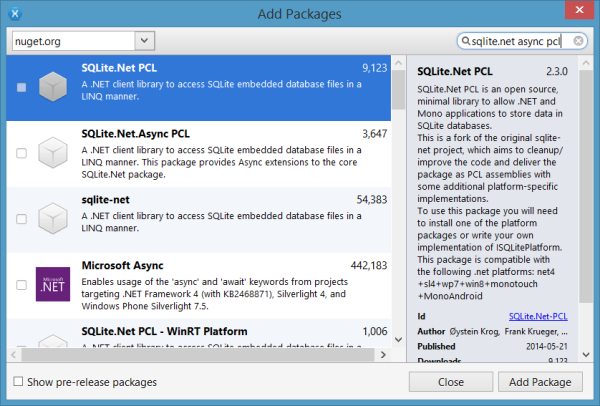 Add Packages
nuget.org
sqlite.net async pcl
SQLite.Net PCL 9,123
A .NET client library to access SQLite embedded database files in a
LINQ manner.
SQLite.Net.Async PCL 3,647
A .NET client library to access SQLite embedded database files in a
LINQ manner. This package provides Async extensions to the core
SQLite.Net package.
sqlite-net 54,383
A .NET client library to access SQLite embedded database files in a
LINQ manner.
Microsoft
.NET
Microsoft Async 442,183
Enables usage of the 'async' and 'await' keywords from projects
targeting .NET Framework 4 (with KB2468871), Silverlight 4, and
Windows Phone Silverlight 7.5.
SQLite.Net PCL - WinRT Platform 1,006
A .NET client library to access SQLite embedded database files in a
SQLite.Net PCL 2.3.0
SQLite.Net PCL is an open source,
minimal library to allow .NET and
Mono applications to store data in
SQLite databases.
This is a fork of the original sqlite-
net project, which aims to cleanup/
improve the code and deliver the
package as PCL assemblies with
some additional platform-specific
implementations.
To use this package you will need
to install one of the platform
packages or write your own
implementation of ISQLitePlatform.
This package is compatible with
the following .net platforms: net4
+sl4+wp7+win8+monotouch
+MonoAndroid
Id SQLite.Net-PCL
Author Øystein Krog, Frank Krueger, ...
Published 2014-05-21
Downloads 9,123
Show pre-release packages
Close
Add Package